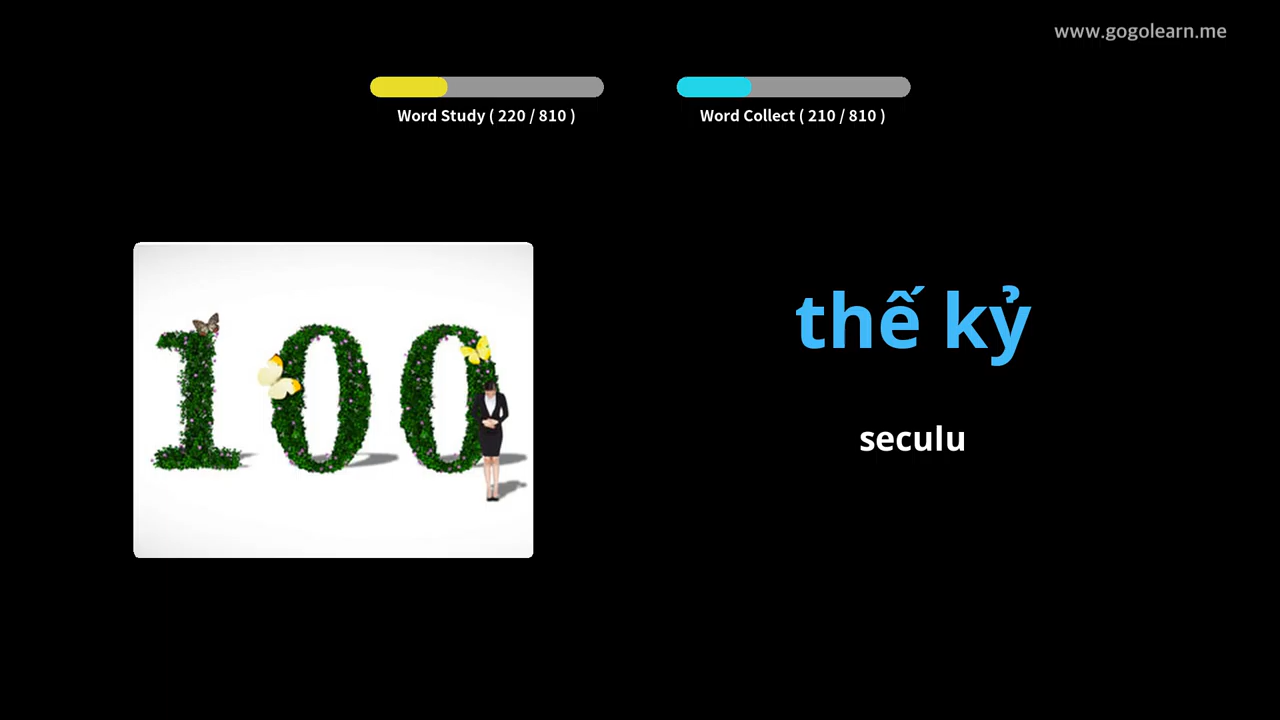 www.gogolearn.me
Word Study ( 220 / 810 )
Word Collect ( 210 / 810 )
100
thế kỷ
seculu